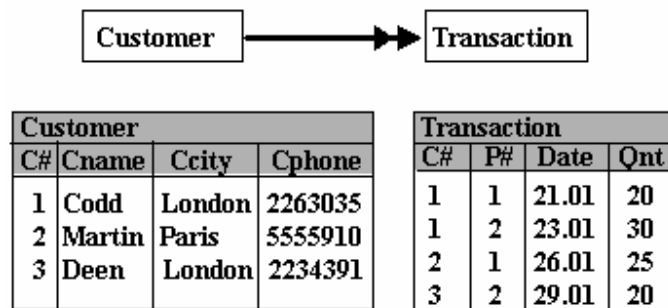 Customer Transaction
Customer
C# Cname Ccity Cphone
1 Codd London 2263035
2 Martin Paris 5555910
3 Deen London 2234391
Transaction
C# P# Date Qnt
1 1 21.01 20
1 2 23.01 30
2 1 26.01 25
3 2 29.01 20